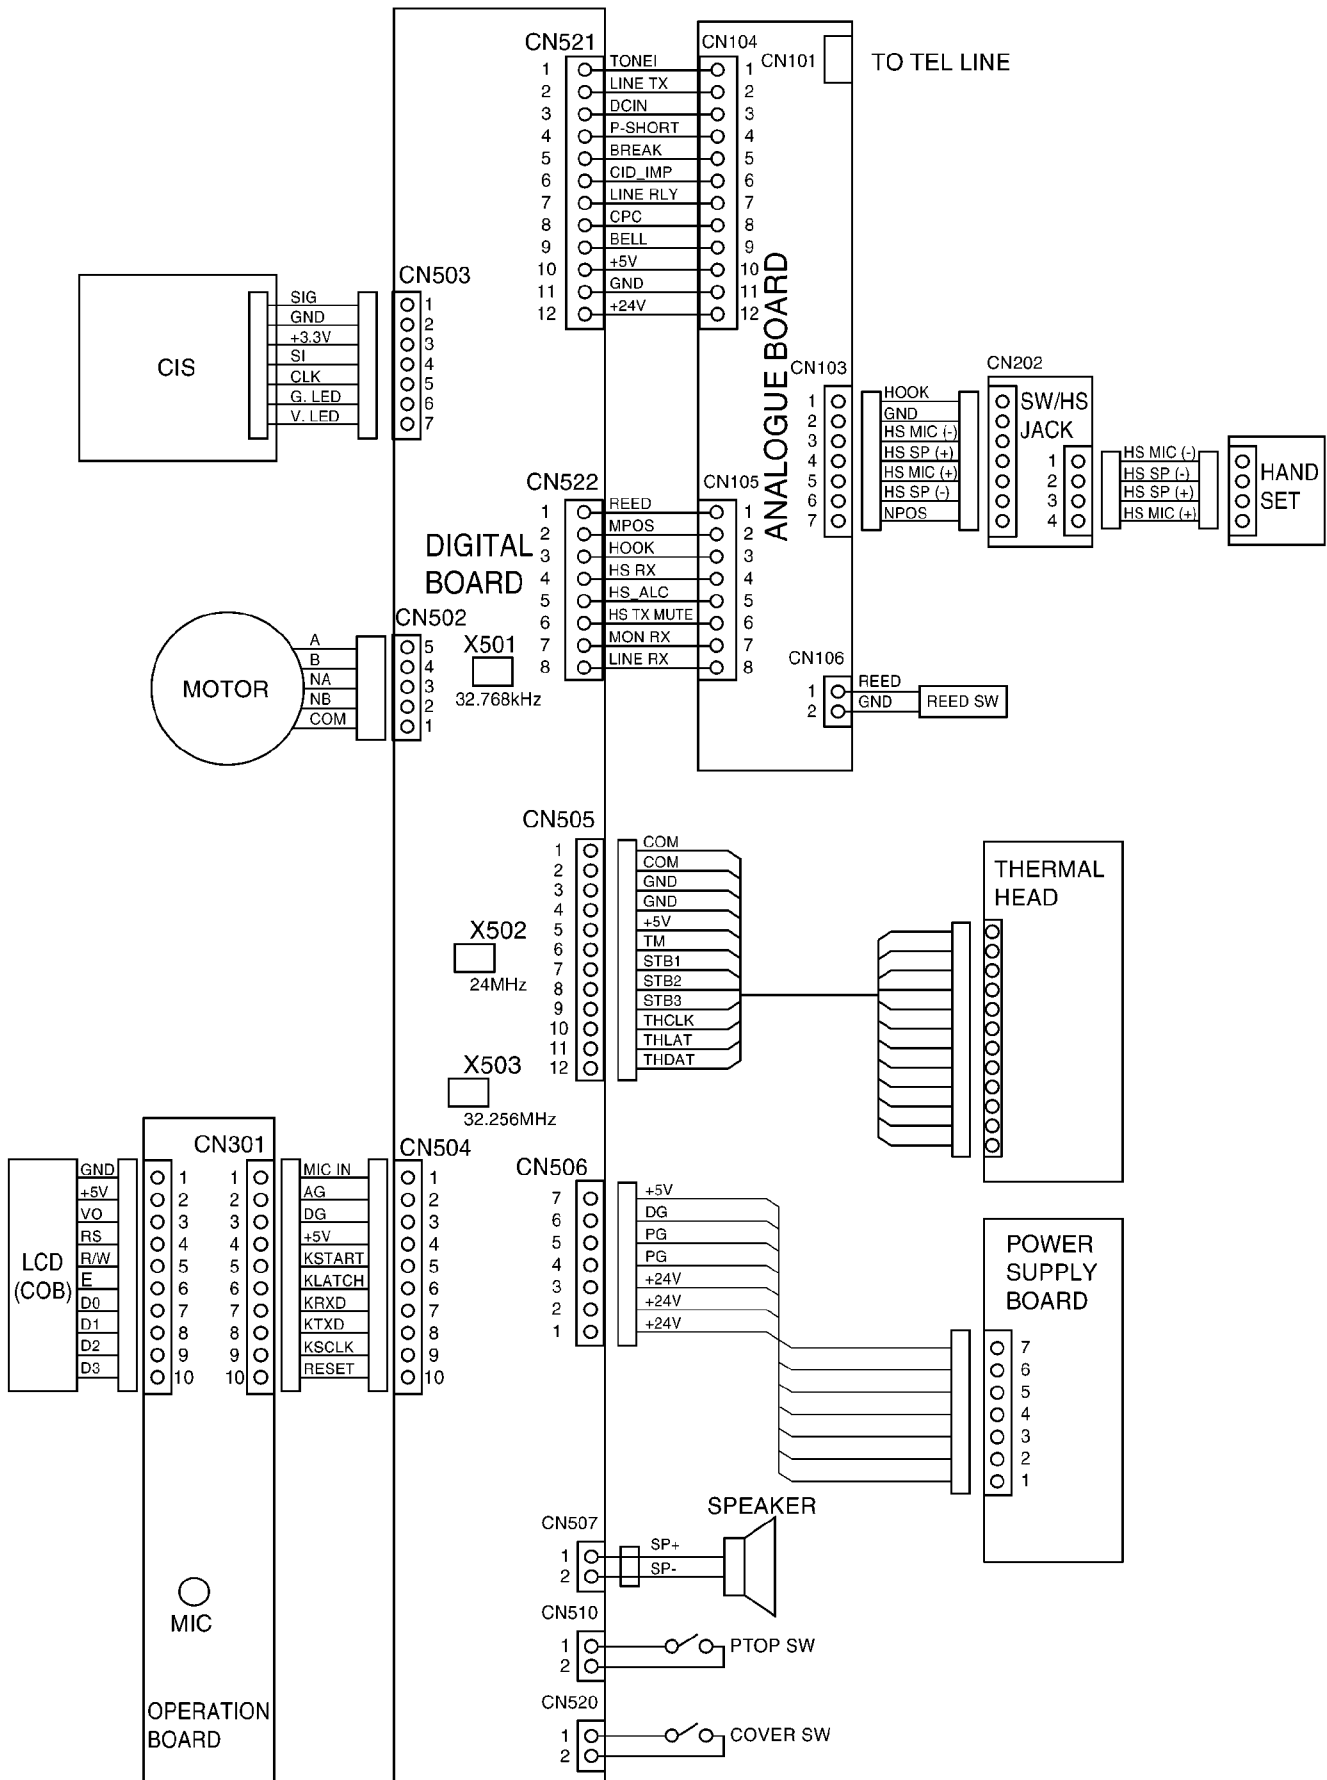 CN521
1
2
3
4
5
6
7
8
9
10
11
12
TONEI
LINE TX
DCIN
P-SHORT
BREAK
CID_IMP
LINE RLY
CPC
BELL
+5V
GND
+24V
CN104
1
2
3
4
5
6
7
8
9
10
11
12
CN101
TO TEL LINE
ANALOGUE BOARD
CIS
SIG
GND
+3.3V
SI
CLK
G. LED
V. LED
CN503
1
2
3
4
5
6
7
CN103
1
2
3
4
5
6
7
HOOK
GND
HS MIC (-)
HS SP (+)
HS MIC (+)
HS SP (-)
NPOS
CN202
SW/HS
JACK
1
2
3
4
HS MIC (-)
HS SP (-)
HS SP (+)
HS MIC (+)
HAND
SET
DIGITAL
BOARD
CN522
1
2
3
4
5
6
7
8
REED
MPOS
HOOK
HS RX
HS_ALC
HS TX MUTE
MON RX
LINE RX
CN105
1
2
3
4
5
6
7
8
MOTOR
A
B
NA
NB
COM
CN502
5
4
3
2
1
X501
32.768kHz
CN106
1
2
REED
GND
REED SW
CN505
1
2
3
4
5
6
7
8
9
10
11
12
COM
COM
GND
GND
+5V
TM
STB1
STB2
STB3
THCLK
THLAT
THDAT
THERMAL
HEAD
X502
24MHz
X503
32.256MHz
LCD
(COB)
GND
+5V
VO
RS
R/W
E
D0
D1
D2
D3
1
2
3
4
5
6
7
8
9
10
CN301
1
2
3
4
5
6
7
8
9
10
MIC IN
AG
DG
+5V
KSTART
KLATCH
KRXD
KTXD
KSCLK
RESET
CN504
1
2
3
4
5
6
7
8
9
10
CN506
7
6
5
4
3
2
1
+5V
DG
PG
PG
+24V
+24V
+24V
POWER
SUPPLY
BOARD
7
6
5
4
3
2
1
CN507
1
2
SP+
SP-
SPEAKER
MIC
CN510
1
2
PTOP SW
OPERATION
BOARD
CN520
1
2
COVER SW